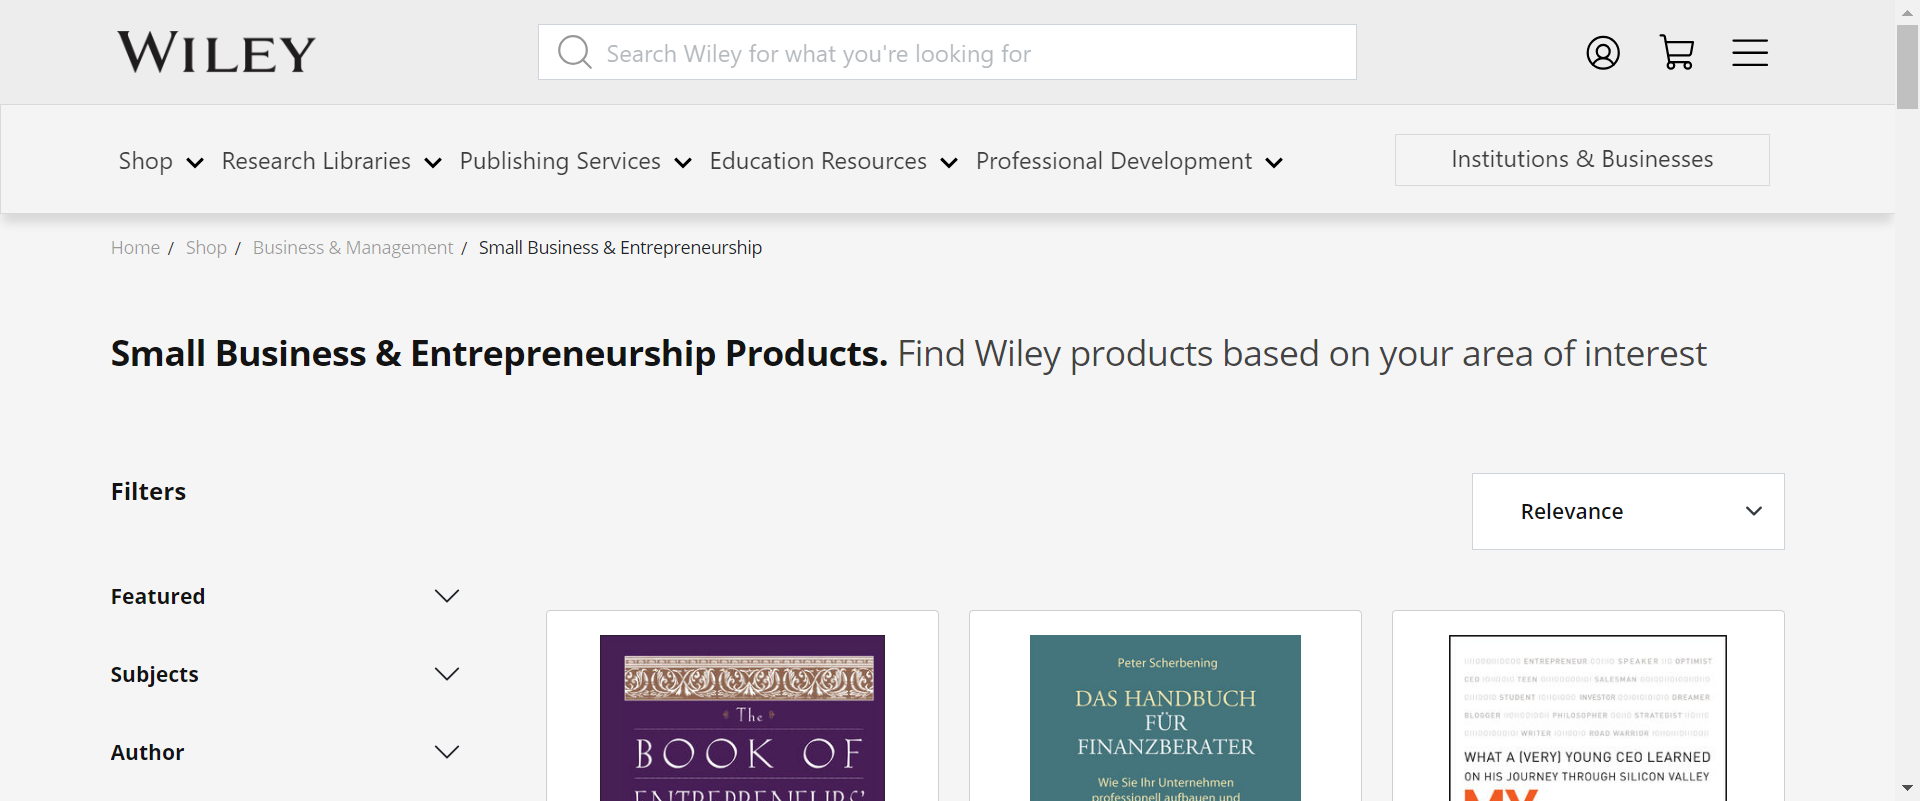 WILEY
Search Wiley for what you're looking for
Shop
Research Libraries
Publishing Services
Education Resources
Professional Development
Institutions & Businesses
Home / Shop / Business & Management / Small Business & Entrepreneurship
Small Business & Entrepreneurship Products. Find Wiley products based on your area of interest
Filters
Relevance
Featured
Subjects
Author
The
BOOK OF
ENTREPRENEURS'
Peter Scherbening
DAS HANDBUCH
FÜR
FINANZBERATER
Wie Sie Ihr Unternehmen
professionell aufbauen und
ENTREPRENEUR SPEAKER OPTIMIST
CEO TEEN SALESMAN
STUDENT INVESTOR DREAMER
BLOGGER PHILOSOPHER STRATEGIST
WRITER ROAD WARRIOR
WHAT A (VERY) YOUNG CEO LEARNED
ON HIS JOURNEY THROUGH SILICON VALLEY
MY